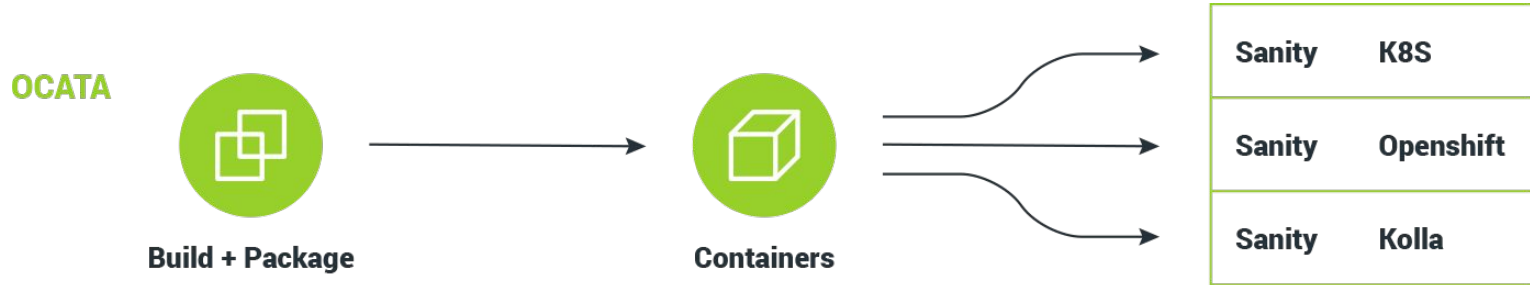 OCATA
Build + Package
Containers
Sanity K8S
Sanity Openshift
Sanity Kolla